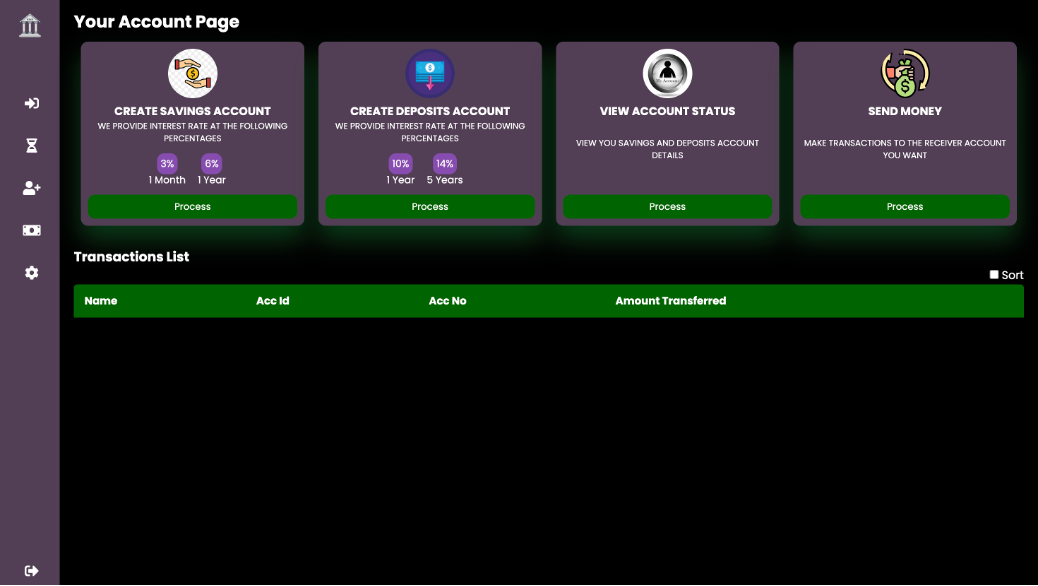 Your Account Page
CREATE SAVINGS ACCOUNT
WE PROVIDE INTEREST RATE AT THE FOLLOWING
PERCENTAGES
3% 6%
1 Month 1 Year
Process
CREATE DEPOSITS ACCOUNT
WE PROVIDE INTEREST RATE AT THE FOLLOWING
PERCENTAGES
10% 14%
1 Year 5 Years
Process
VIEW ACCOUNT STATUS
VIEW YOU SAVINGS AND DEPOSITS ACCOUNT
DETAILS
Process
SEND MONEY
MAKE TRANSACTIONS TO THE RECEIVER ACCOUNT
YOU WANT
Process
Transactions List
Sort
Name Acc Id Acc No Amount Transferred